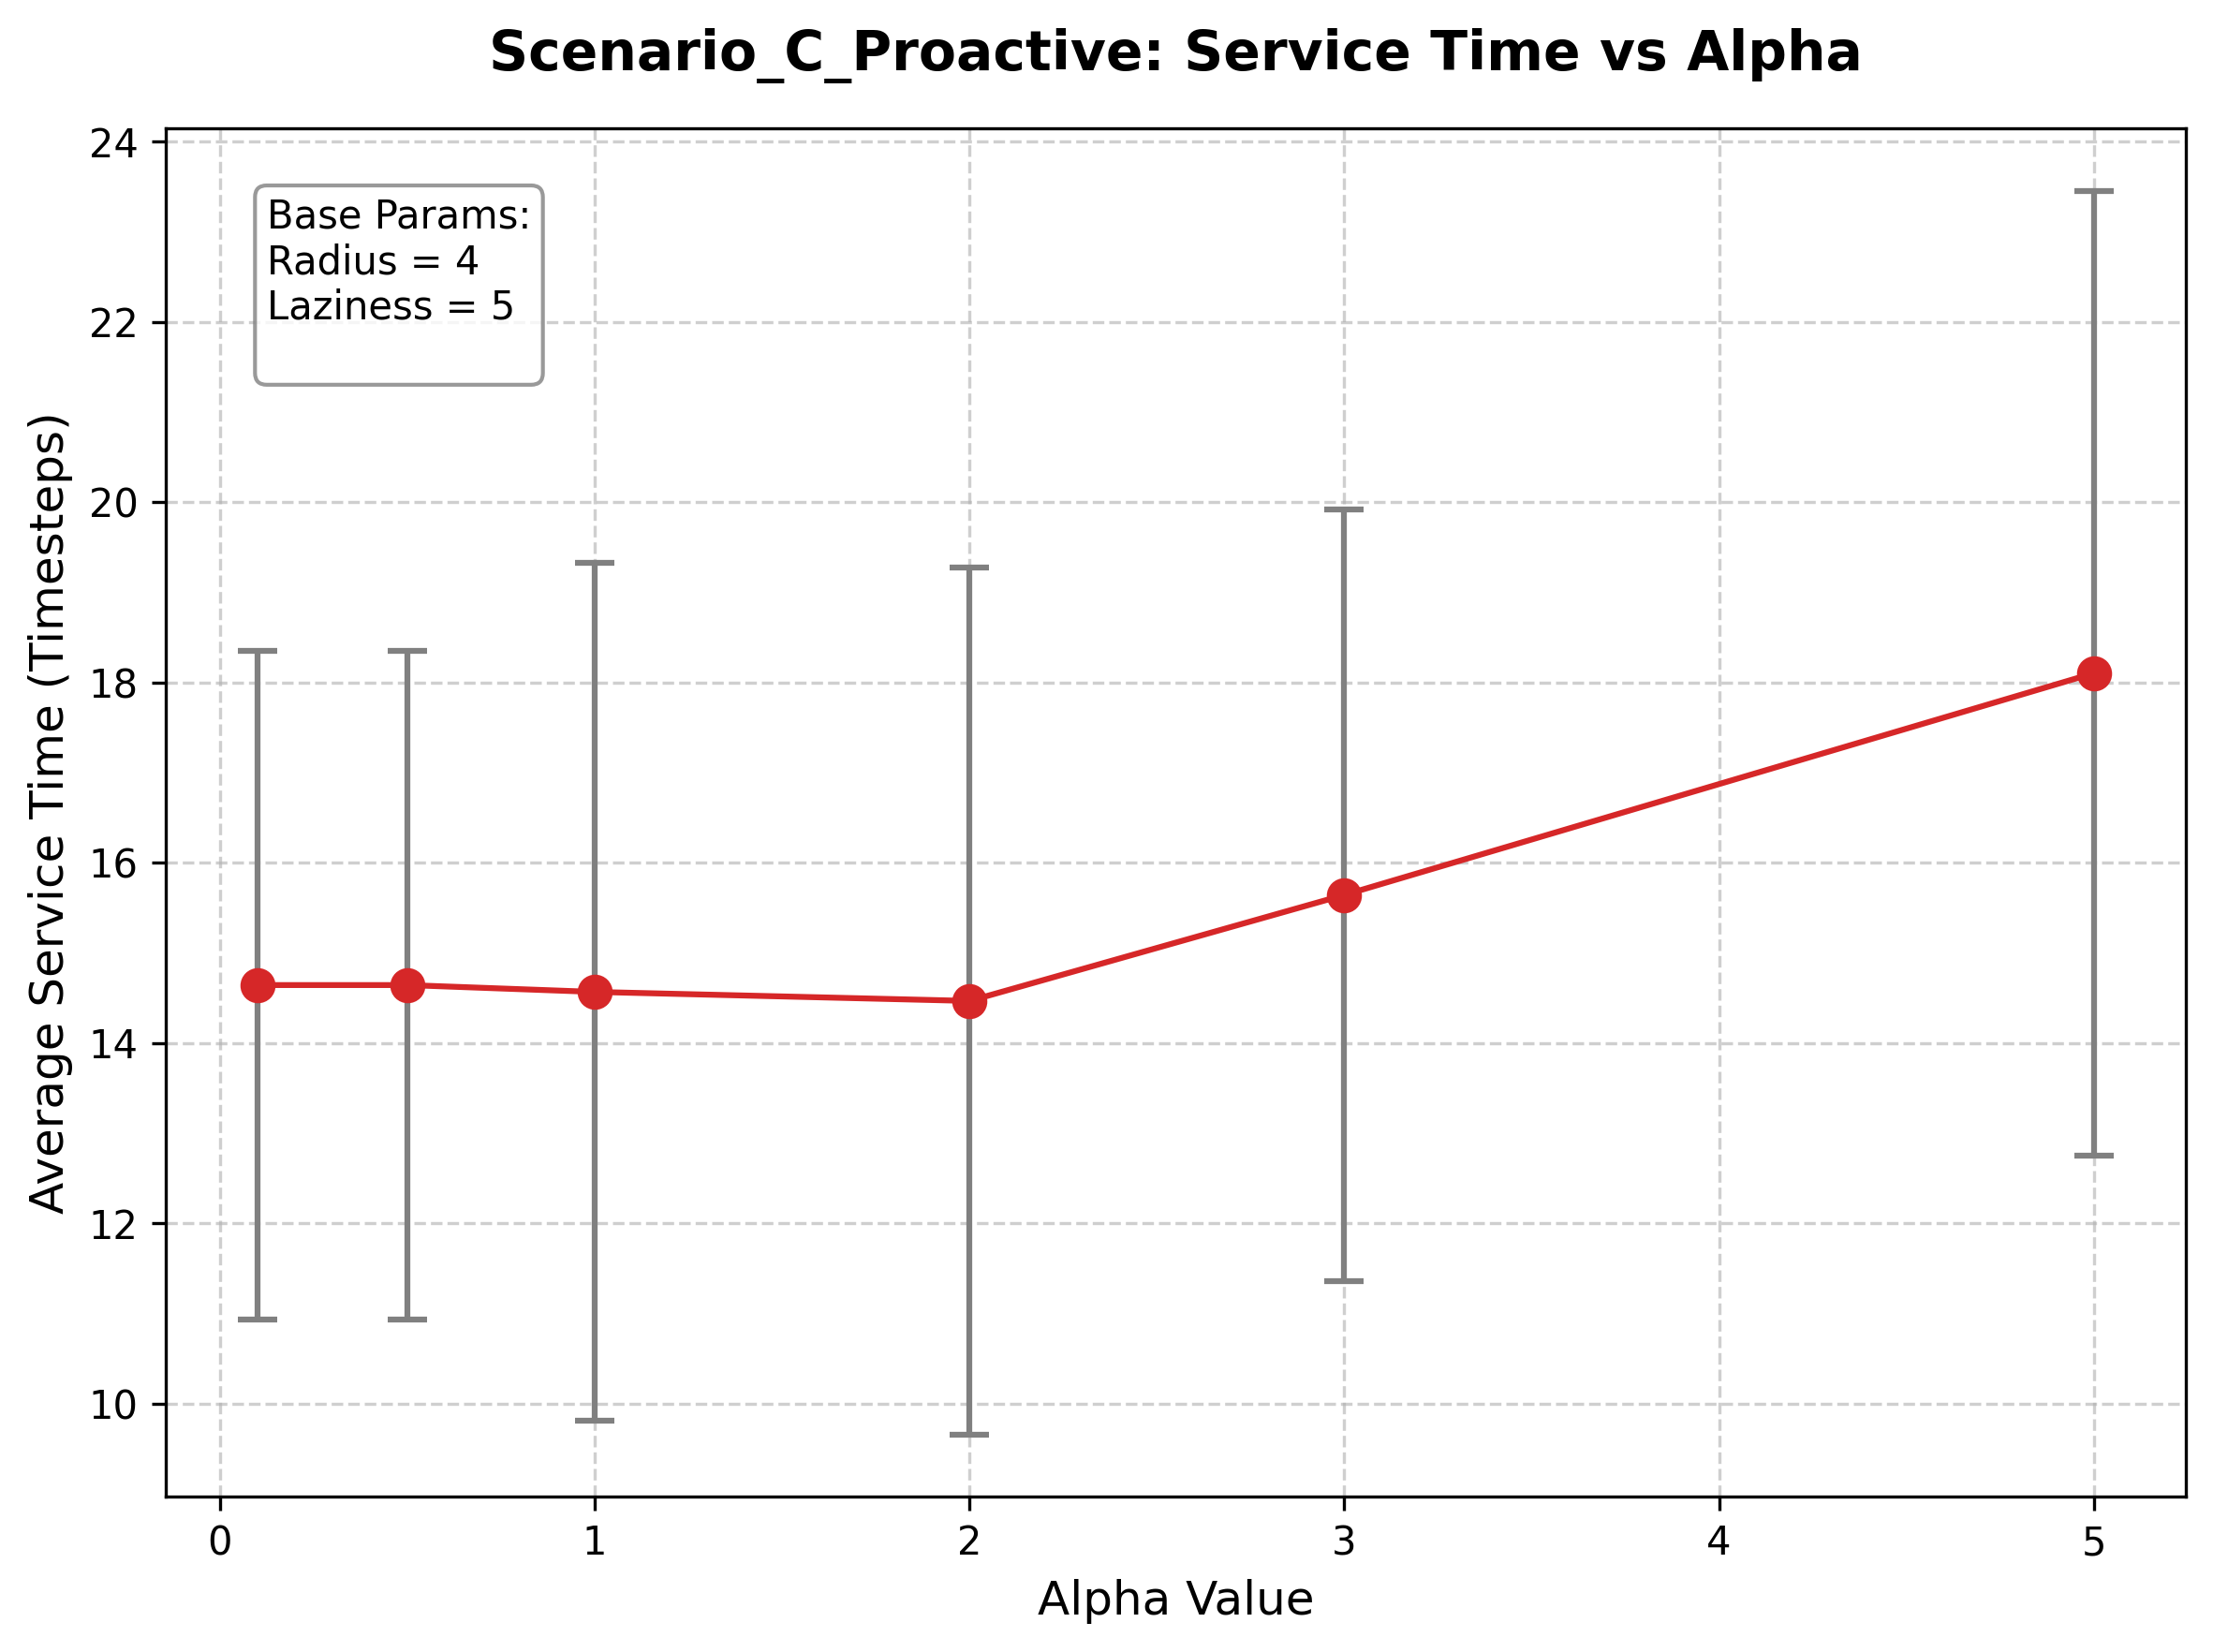 Scenario_C_Proactive: Service Time vs Alpha
24
22
20
18
16
14
12
10
Average Service Time (Timesteps)
Base Params:
Radius = 4
Laziness = 5
0 1 2 3 4 5
Alpha Value